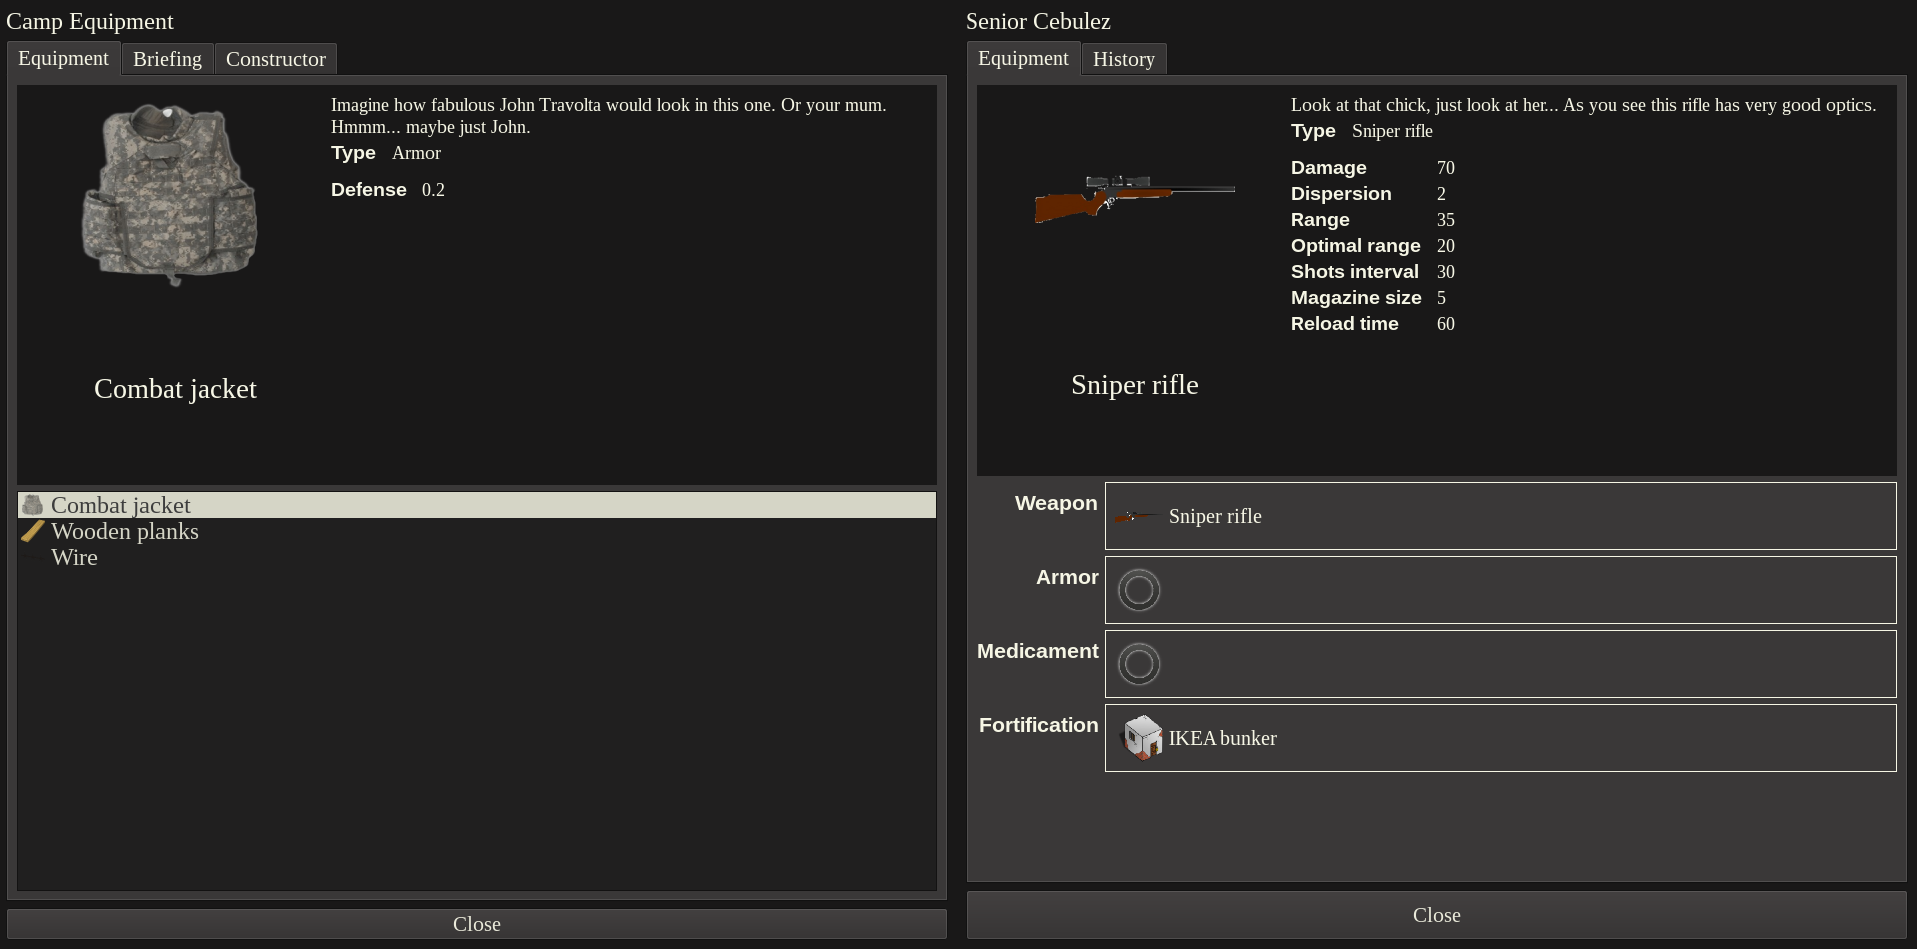 Camp Equipment
Equipment Briefing Constructor
Imagine how fabulous John Travolta would look in this one. Or your mum.
Hmmm... maybe just John.
Type Armor
Defense 0.2
Combat jacket
Combat jacket
Wooden planks
Wire
Close
Senior Cebulez
Equipment History
Look at that chick, just look at her... As you see this rifle has very good optics.
Type Sniper rifle
Damage 70
Dispersion 2
Range 35
Optimal range 20
Shots interval 30
Magazine size 5
Reload time 60
Sniper rifle
Weapon Sniper rifle
Armor
Medicament
Fortification IKEA bunker
Close